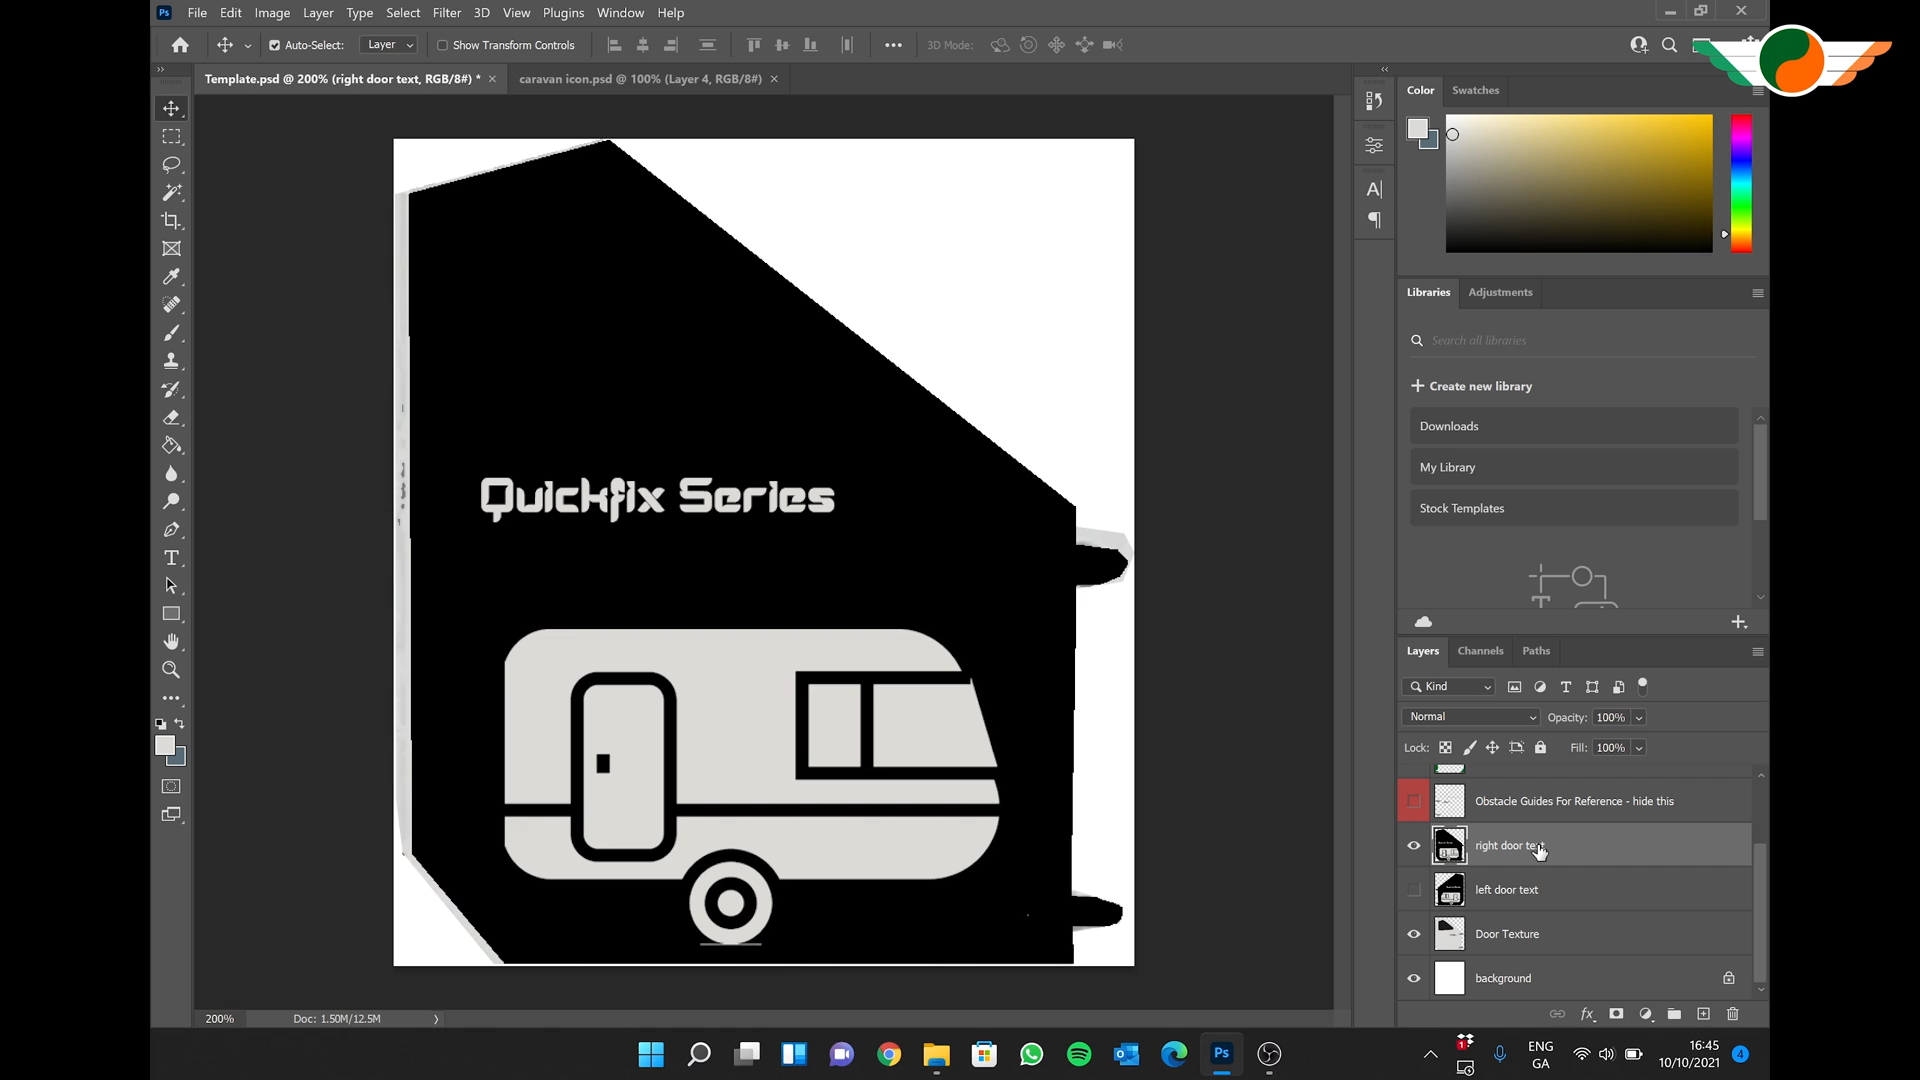 Ps File Edit Image Layer Type Select Filter 3D View Plugins Window Help
Auto-Select: Layer Show Transform Controls 3D Mode:
Template.psd @ 200% (right door text, RGB/8#) * caravan icon.psd @ 100% (Layer 4, RGB/8#)
Color Swatches
Libraries Adjustments
Search all libraries
Create new library
Downloads
My Library
Stock Templates
Quickfix Series
Layers Channels Paths
Kind
Normal Opacity: 100%
Lock: Fill: 100%
Obstacle Guides For Reference - hide this
right door text
left door text
Door Texture
background
200% Doc: 1.50M/12.5M
Ps
1
ENG
GA
16:45
10/10/2021
4